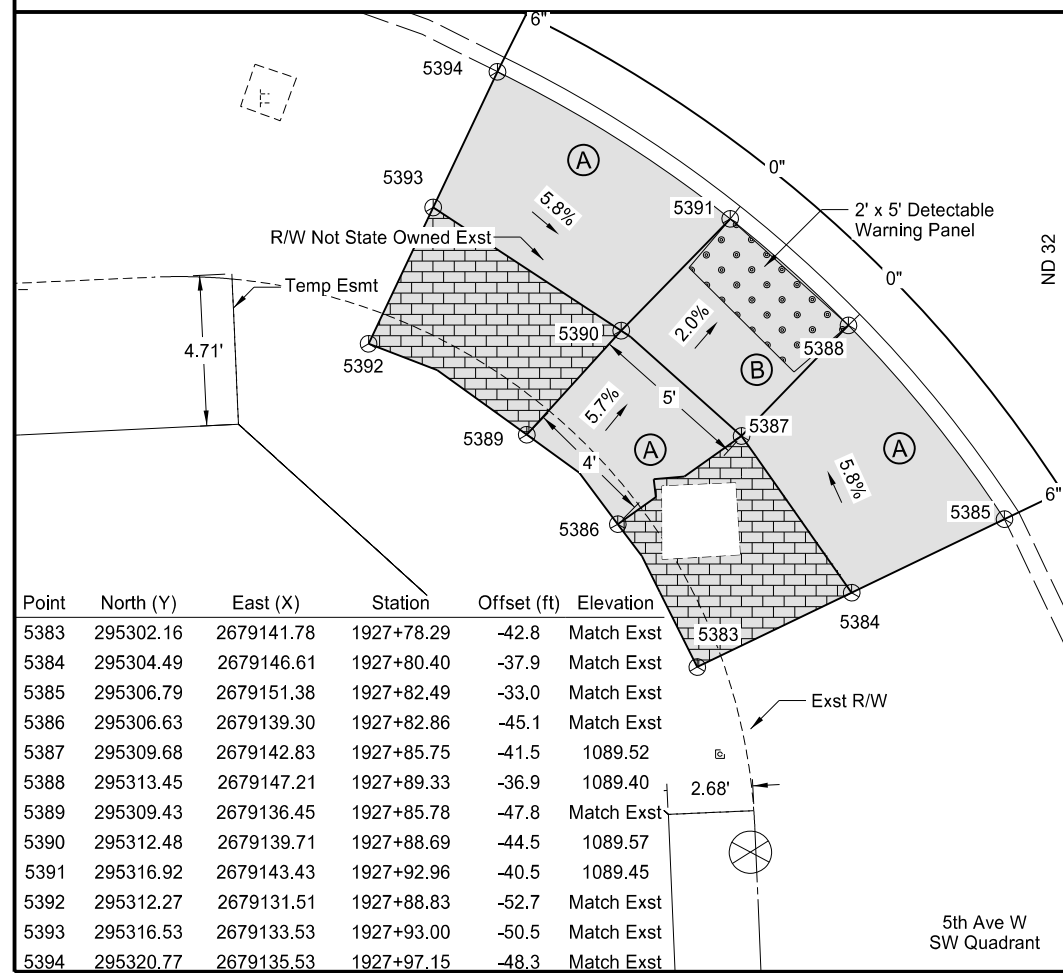 6"
5394
A
0"
5393
5.8%
5391
2' x 5' Detectable
Warning Panel
ND 32
R/W Not State Owned Exst
0"
Temp Esmt
2.0%
4.71'
5390
5388
5392
B
5.7%
5'
5387
5389
A
A
4'
5.8%
6"
5385
5386
5384
5383
Exst R/W
2.68'
Point North (Y) East (X) Station Offset (ft) Elevation
5383 295302.16 2679141.78 1927+78.29 -42.8 Match Exst
5384 295304.49 2679146.61 1927+80.40 -37.9 Match Exst
5385 295306.79 2679151.38 1927+82.49 -33.0 Match Exst
5386 295306.63 2679139.30 1927+82.86 -45.1 Match Exst
5387 295309.68 2679142.83 1927+85.75 -41.5 1089.52
5388 295313.45 2679147.21 1927+89.33 -36.9 1089.40
5389 295309.43 2679136.45 1927+85.78 -47.8 Match Exst
5390 295312.48 2679139.71 1927+88.69 -44.5 1089.57
5391 295316.92 2679143.43 1927+92.96 -40.5 1089.45
5392 295312.27 2679131.51 1927+88.83 -52.7 Match Exst
5393 295316.53 2679133.53 1927+93.00 -50.5 Match Exst
5394 295320.77 2679135.53 1927+97.15 -48.3 Match Exst
5th Ave W
SW Quadrant